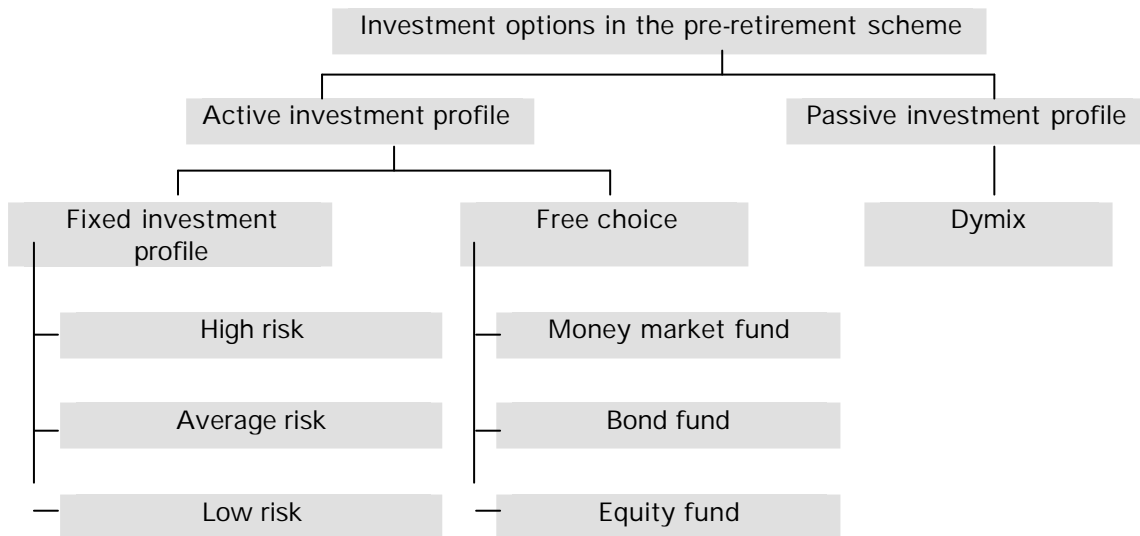 Investment options in the pre-retirement scheme
Active investment profile
Passive investment profile
Fixed investment
profile
Free choice
Dymix
High risk
Money market fund
Average risk
Bond fund
Low risk
Equity fund